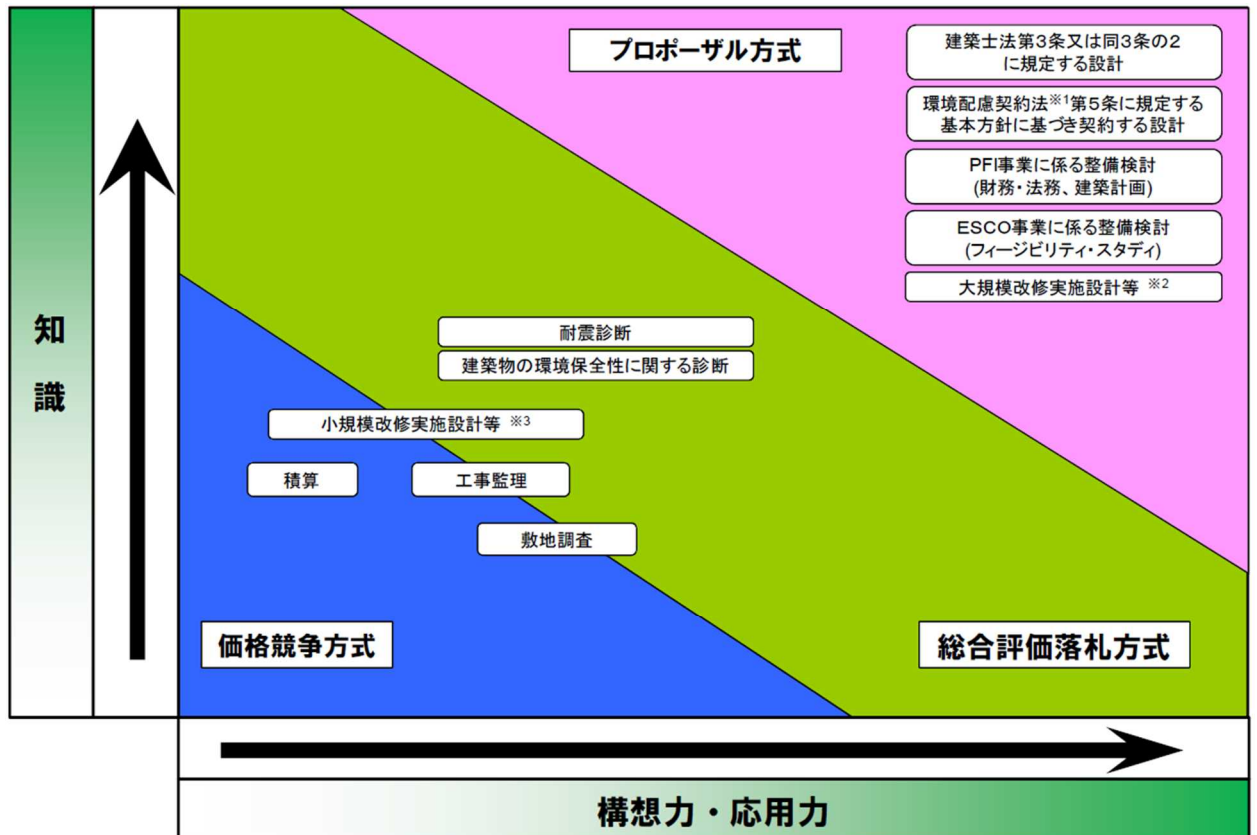 プロポーザル方式
建築士法第3条又は同3条の2
に規定する設計
環境配慮契約法※1第5条に規定する
基本方針に基づき契約する設計
PFI事業に係る整備検討
(財務・法務、建築計画)
ESCO事業に係る整備検討
(フィージビリティ・スタディ)
大規模改修実施設計等 ※2
知
識
耐震診断
建築物の環境保全性に関する診断
小規模改修実施設計等 ※3
積算
工事監理
敷地調査
価格競争方式
総合評価落札方式
構想力・応用力